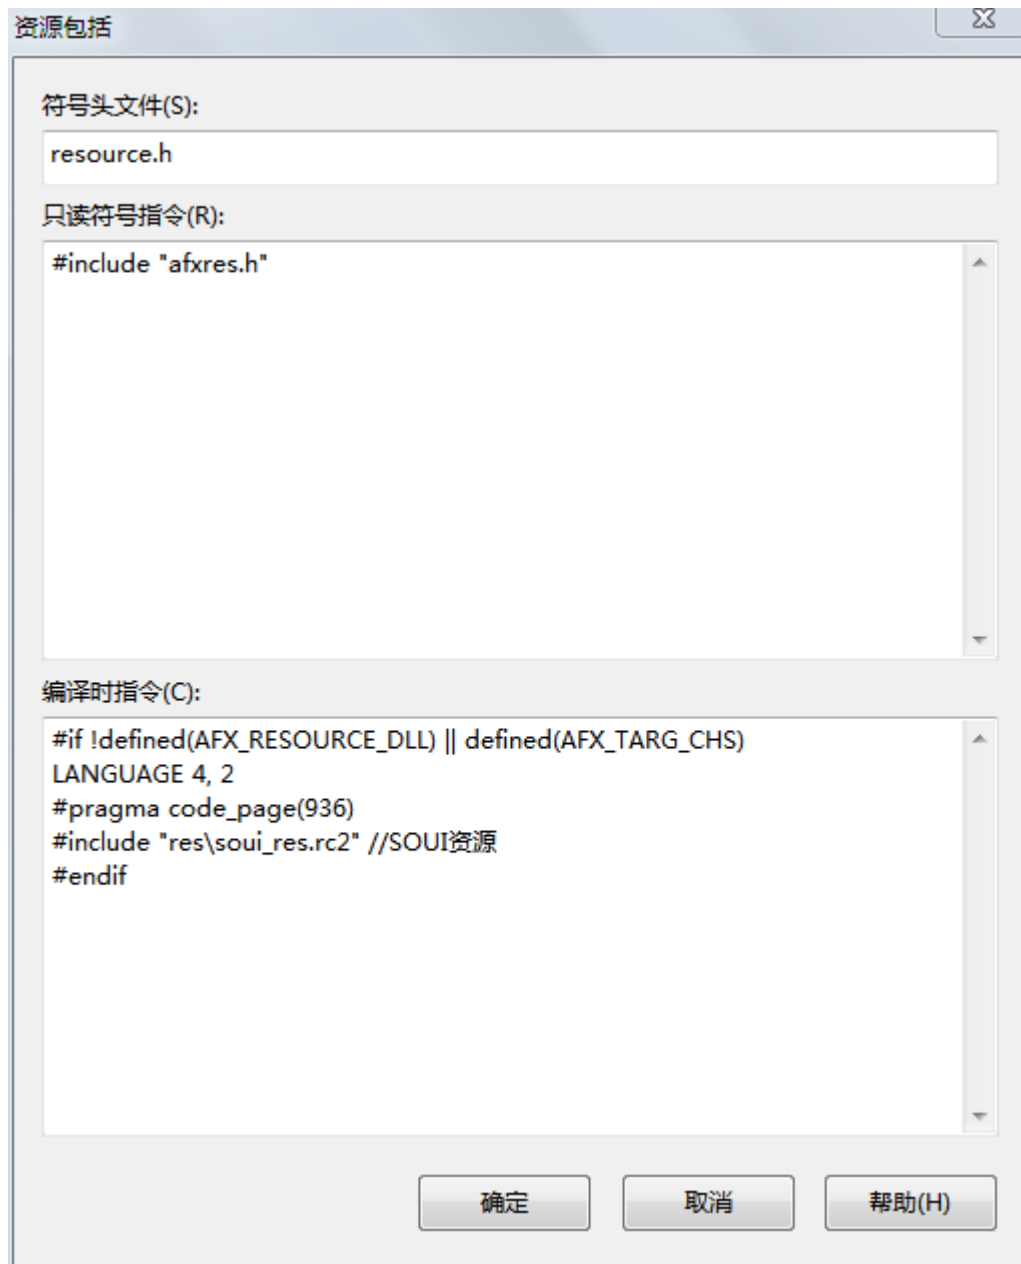 资源包括
符号头文件(S):
resource.h
只读符号指令(R):
#include "afxres.h"
编译时指令(C):
#if !defined(AFX_RESOURCE_DLL) || defined(AFX_TARG_CHS)
LANGUAGE 4, 2
#pragma code_page(936)
#include "res\soui_res.rc2" //SOUI资源
#endif
确定 取消 帮助(H)